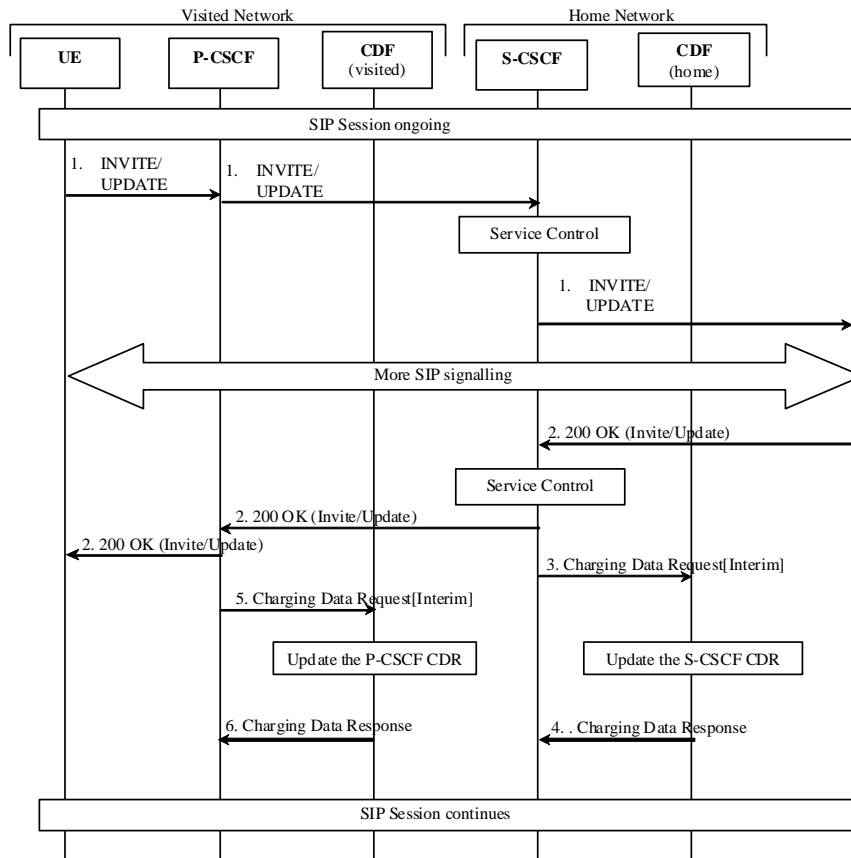 Visited Network
Home Network
UE
P-CSCF
CDF
(visited)
S-CSCF
CDF
(home)
SIP Session ongoing
1. INVITE/
UPDATE
1. INVITE/
UPDATE
Service Control
1. INVITE/
UPDATE
More SIP signalling
2. 200 OK (Invite/Update)
Service Control
2. 200 OK (Invite/Update)
2. 200 OK (Invite/Update)
3. Charging Data Request[Interim]
5. Charging Data Request[Interim]
Update the P-CSCF CDR
Update the S-CSCF CDR
6. Charging Data Response
4. . Charging Data Response
SIP Session continues